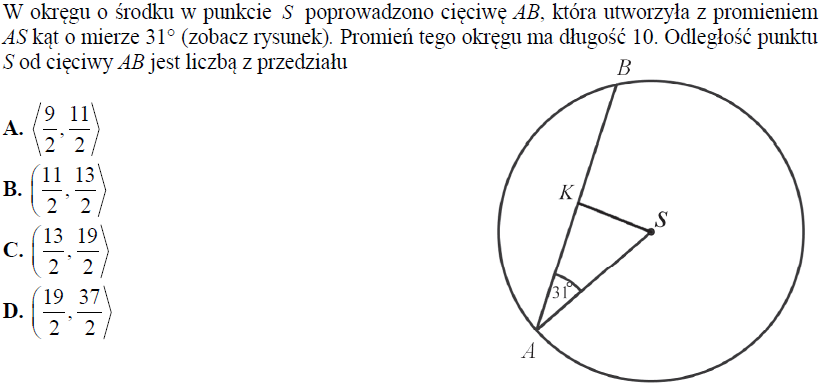 W okręgu o środku w punkcie S poprowadzono cięciwę AB, która utworzyła z promieniem
AS kąt o mierze 31° (zobacz rysunek). Promień tego okręgu ma długość 10. Odległość punktu
S od cięciwy AB jest liczbą z przedziału
A. ⟨9/2, 11/2⟩
B. (11/2, 13/2⟩
C. (13/2, 19/2⟩
D. (19/2, 37/2⟩
B
K
S
31°
A